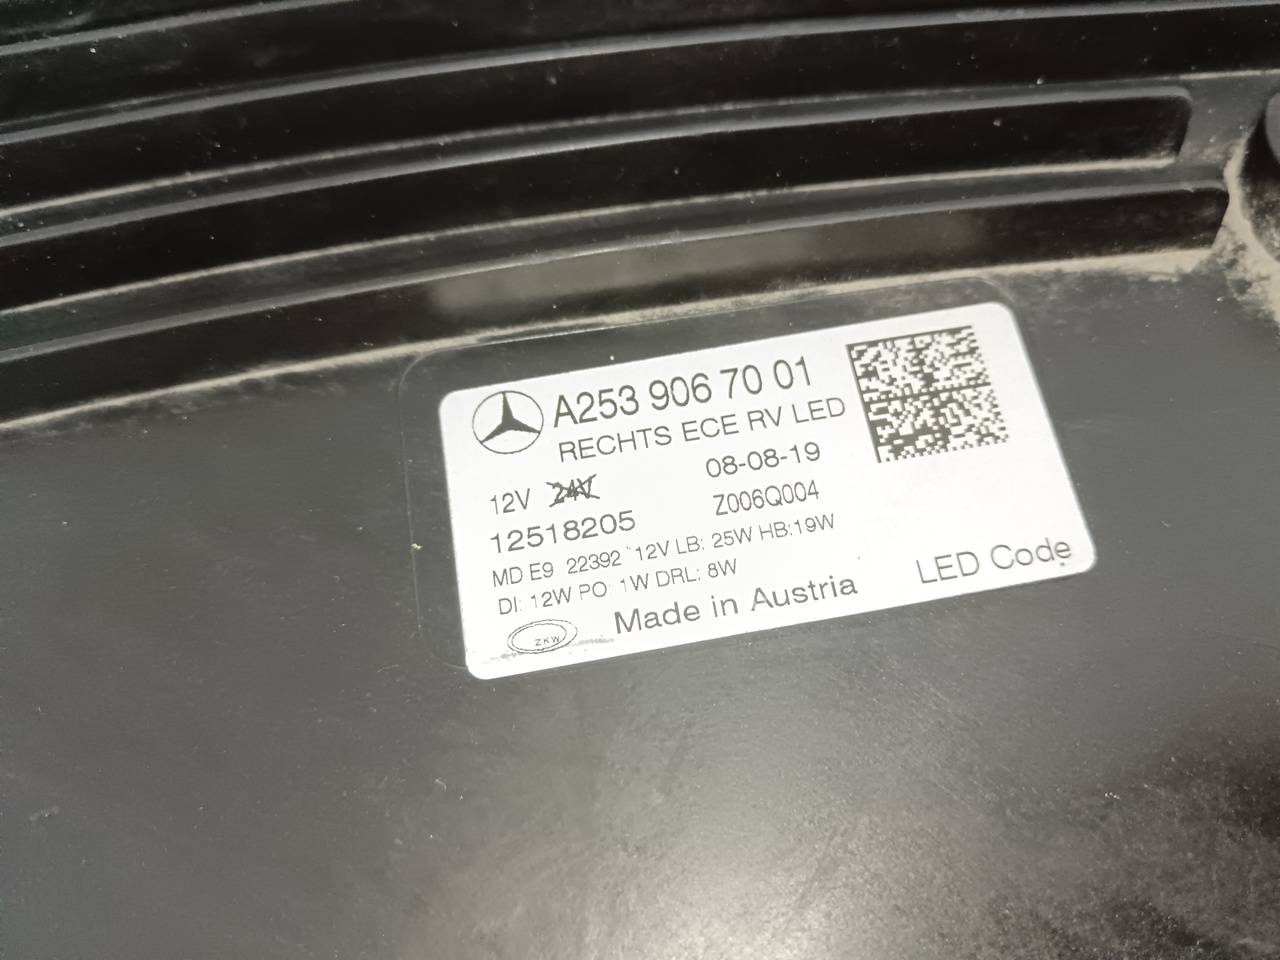 A253 906 70 01
RECHTS ECE RV LED
12V 24V 08-08-19
12518205 Z006Q004
MD E9 22392 12V LB: 25W HB:19W
DI: 12W PO: 1W DRL: 8W
ZKW Made in Austria LED Code